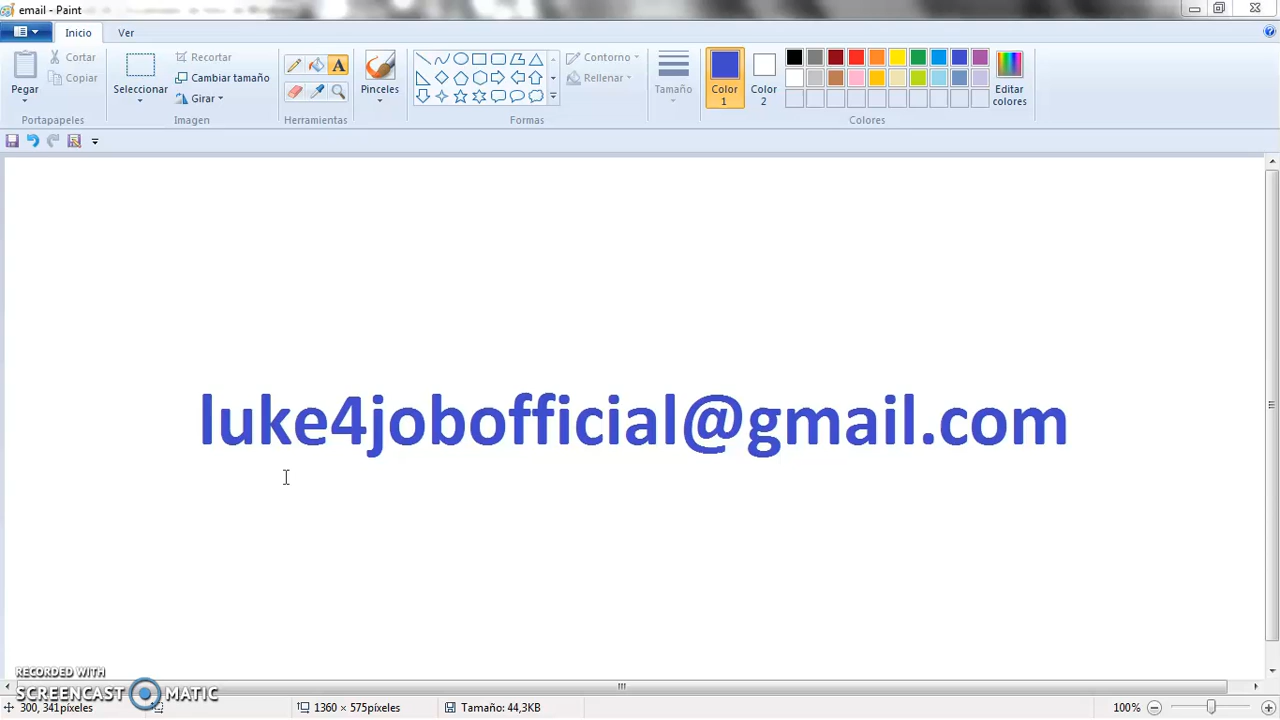 email - Paint
Inicio
Ver
Cortar
Recortar
Contorno
Copiar
Cambiar tamaño
Rellenar
Pegar
Seleccionar
Girar
Pinceles
Tamaño
Color 1
Color 2
Editar colores
Portapapeles
Imagen
Herramientas
Formas
Colores
luke4jobofficial@gmail.com
RECORDED WITH
SCREENCAST MATIC
300, 341píxeles
1360 × 575píxeles
Tamaño: 44,3KB
100%